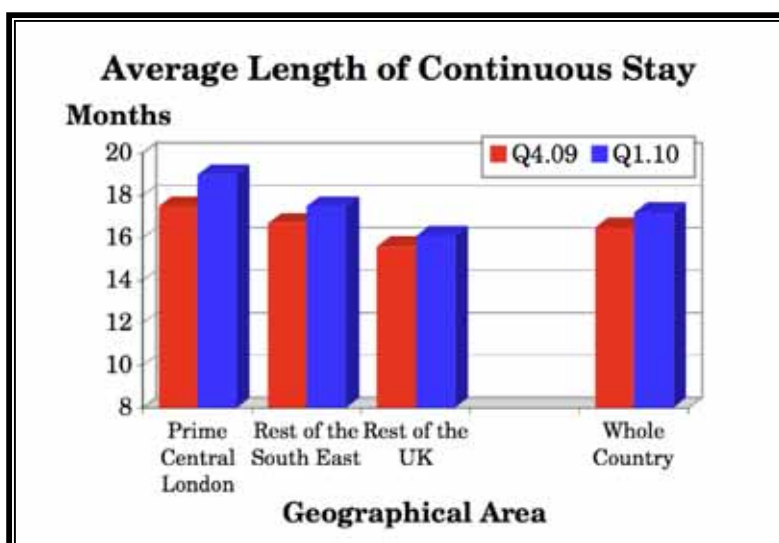 Average Length of Continuous Stay
Months
20
18
16
14
12
10
8
Q4.09 Q1.10
Prime Central London
Rest of the South East
Rest of the UK
Whole Country
Geographical Area